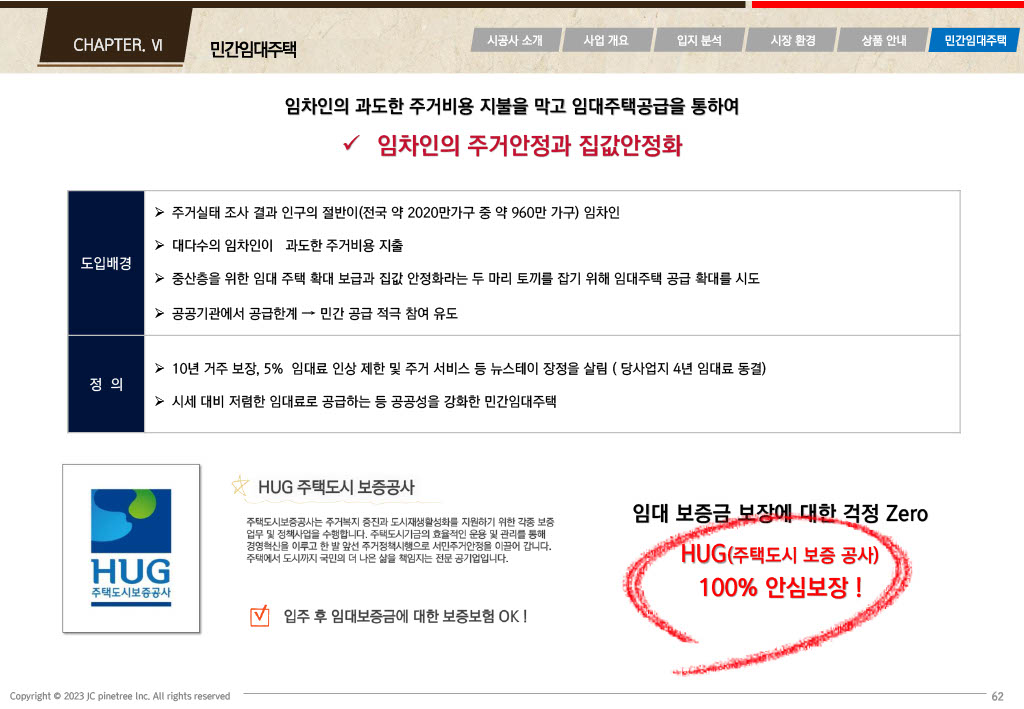 CHAPTER. Ⅵ
민간임대주택
시공사 소개
사업 개요
입지 분석
시장 환경
상품 안내
민간임대주택
임차인의 과도한 주거비용 지불을 막고 임대주택공급을 통하여
✓ 임차인의 주거안정과 집값안정화
도입배경
➢ 주거실태 조사 결과 인구의 절반이(전국 약 2020만가구 중 약 960만 가구) 임차인
➢ 대다수의 임차인이 과도한 주거비용 지출
➢ 중산층을 위한 임대 주택 확대 보급과 집값 안정화라는 두 마리 토끼를 잡기 위해 임대주택 공급 확대를 시도
➢ 공공기관에서 공급한계 → 민간 공급 적극 참여 유도
정 의
➢ 10년 거주 보장, 5% 임대료 인상 제한 및 주거 서비스 등 뉴스테이 장정을 살림 ( 당사업지 4년 임대료 동결)
➢ 시세 대비 저렴한 임대료로 공급하는 등 공공성을 강화한 민간임대주택
HUG
주택도시보증공사
HUG 주택도시 보증공사
주택도시보증공사는 주거복지 증진과 도시재생활성화를 지원하기 위한 각종 보증
업무 및 정책사업을 수행합니다. 주택도시기금의 효율적인 운용 및 관리를 통해
경영혁신을 이루고 한 발 앞선 주거정책시행으로 서민주거안정을 이끌어 갑니다.
주택에서 도시까지 국민의 더 나은 삶을 책임지는 전문 공기업입니다.
입주 후 임대보증금에 대한 보증보험 OK !
임대 보증금 보장에 대한 걱정 Zero
HUG(주택도시 보증 공사)
100% 안심보장 !
Copyright © 2023 JC pinetree Inc. All rights reserved
62